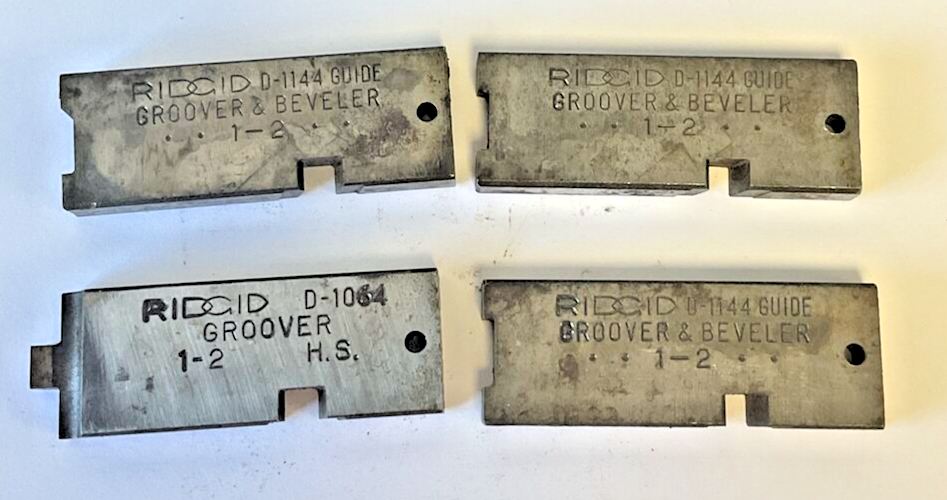 RIDGID D-1144 GUIDE
GROOVER & BEVELER
1-2
RIDGID D-1144 GUIDE
GROOVER & BEVELER
1-2
RIDGID D-1064
GROOVER
1-2 H.S.
RIDGID D-1144 GUIDE
GROOVER & BEVELER
1-2